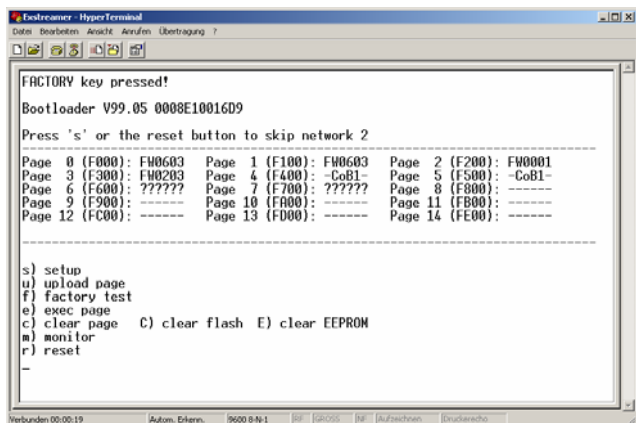 Exstreamer - HyperTerminal
Datei Bearbeiten Ansicht Anrufen Übertragung ?
FACTORY key pressed!
Bootloader V99.05 0008E10016D9
Press 's' or the reset button to skip network 2
Page 0 (F000): FW0603 Page 1 (F100): FW0603 Page 2 (F200): FW0001
Page 3 (F300): FW0203 Page 4 (F400): -CoB1- Page 5 (F500): -CoB1-
Page 6 (F600): ?????? Page 7 (F700): ?????? Page 8 (F800): ------
Page 9 (F900): ------ Page 10 (FA00): ------ Page 11 (FB00): ------
Page 12 (FC00): ------ Page 13 (FD00): ------ Page 14 (FE00): ------
s) setup
u) upload page
f) factory test
e) exec page
c) clear page C) clear flash E) clear EEPROM
m) monitor
r) reset
_
Verbunden 00:00:19 Autom. Erkenn. 9600 8-N-1 RF GROSS NF Aufzeichnen Druckerecho